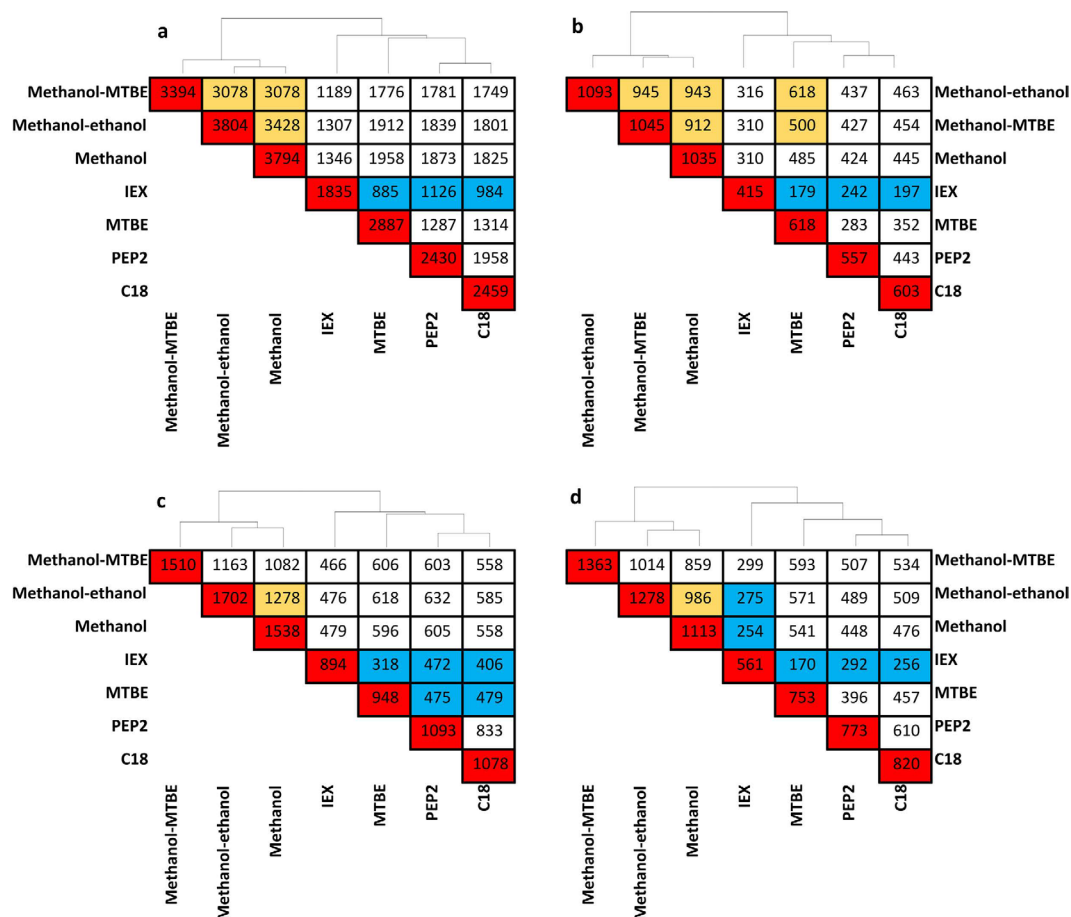 a
Methanol-MTBE 3394 3078 3078 1189 1776 1781 1749
Methanol-ethanol 3804 3428 1307 1912 1839 1801
Methanol 3794 1346 1958 1873 1825
IEX 1835 885 1126 984
MTBE 2887 1287 1314
PEP2 2430 1958
C18 2459
Methanol-MTBE
Methanol-ethanol
Methanol
IEX
MTBE
PEP2
C18
b
1093 945 943 316 618 437 463 Methanol-ethanol
1045 912 310 500 427 454 Methanol-MTBE
1035 310 485 424 445 Methanol
415 179 242 197 IEX
618 283 352 MTBE
557 443 PEP2
603 C18
Methanol-ethanol
Methanol-MTBE
Methanol
IEX
MTBE
PEP2
C18
c
Methanol-MTBE 1510 1163 1082 466 606 603 558
Methanol-ethanol 1702 1278 476 618 632 585
Methanol 1538 479 596 605 558
IEX 894 318 472 406
MTBE 948 475 479
PEP2 1093 833
C18 1078
Methanol-MTBE
Methanol-ethanol
Methanol
IEX
MTBE
PEP2
C18
d
1363 1014 859 299 593 507 534 Methanol-MTBE
1278 986 275 571 489 509 Methanol-ethanol
1113 254 541 448 476 Methanol
561 170 292 256 IEX
753 396 457 MTBE
773 610 PEP2
820 C18
Methanol-MTBE
Methanol-ethanol
Methanol
IEX
MTBE
PEP2
C18